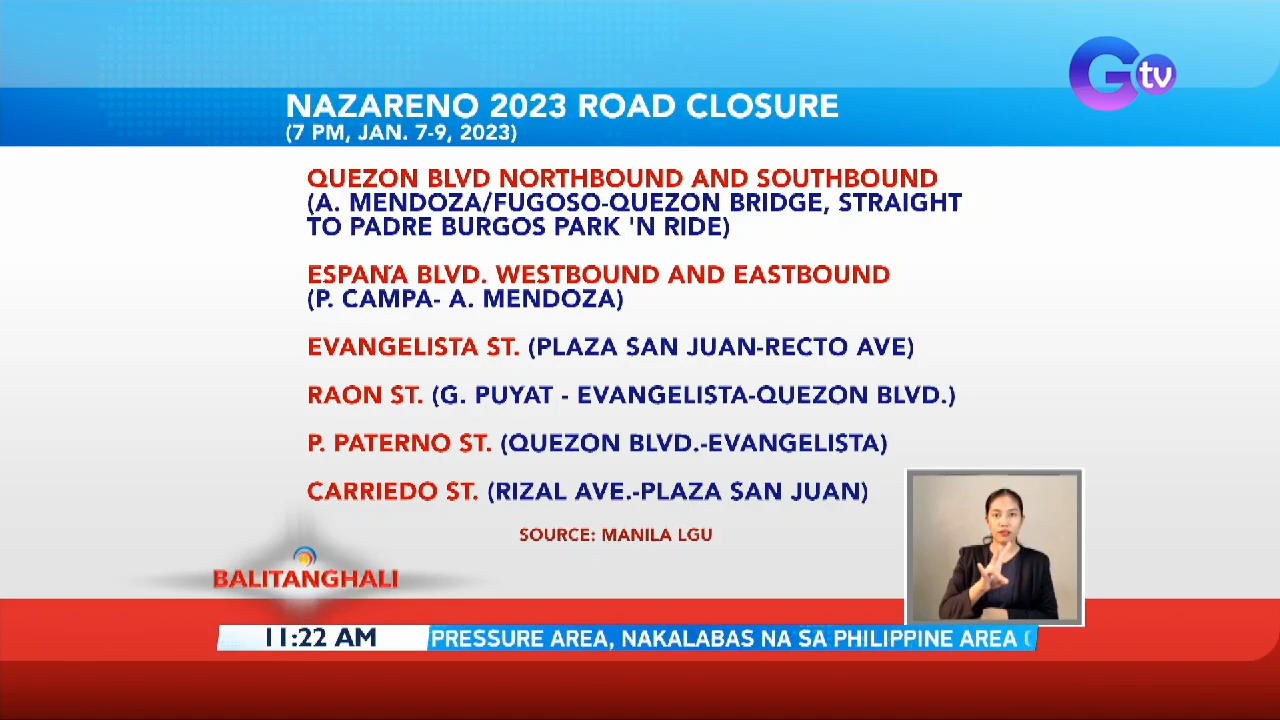 Gtv
NAZARENO 2023 ROAD CLOSURE
(7 PM, JAN. 7-9, 2023)
QUEZON BLVD NORTHBOUND AND SOUTHBOUND
(A. MENDOZA/FUGOSO-QUEZON BRIDGE, STRAIGHT
TO PADRE BURGOS PARK 'N RIDE)
ESPAÑA BLVD. WESTBOUND AND EASTBOUND
(P. CAMPA- A. MENDOZA)
EVANGELISTA ST. (PLAZA SAN JUAN-RECTO AVE)
RAON ST. (G. PUYAT - EVANGELISTA-QUEZON BLVD.)
P. PATERNO ST. (QUEZON BLVD.-EVANGELISTA)
CARRIEDO ST. (RIZAL AVE.-PLAZA SAN JUAN)
SOURCE: MANILA LGU
BALITANGHALI
11:22 AM PRESSURE AREA, NAKALABAS NA SA PHILIPPINE AREA